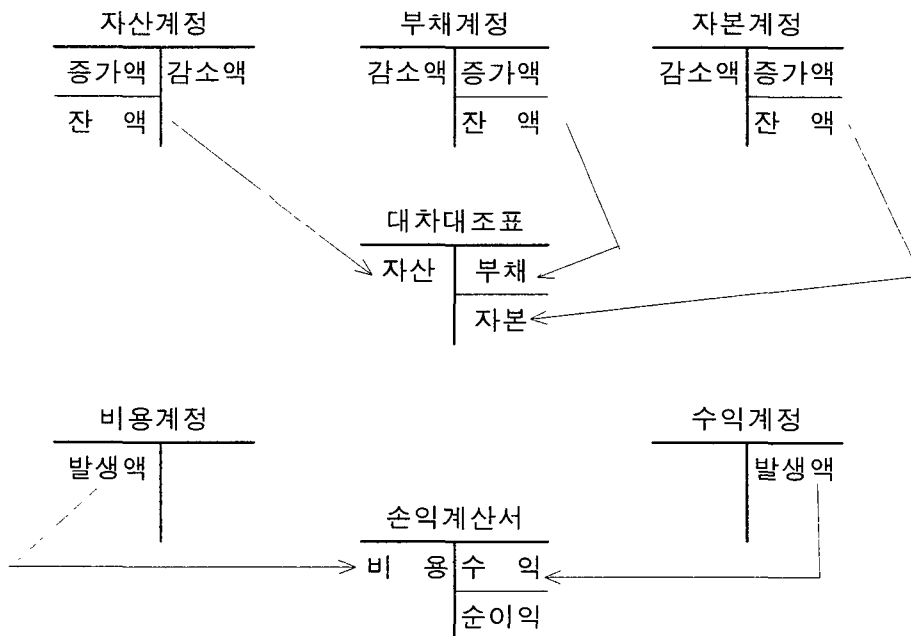 자산계정 부채계정 자본계정
증가액 감소액 감소액 증가액 감소액 증가액
잔 액 잔 액 잔 액
대차대조표
자산 부채
자본
비용계정 수익계정
발생액 발생액
손익계산서
비 용 수 익
순이익